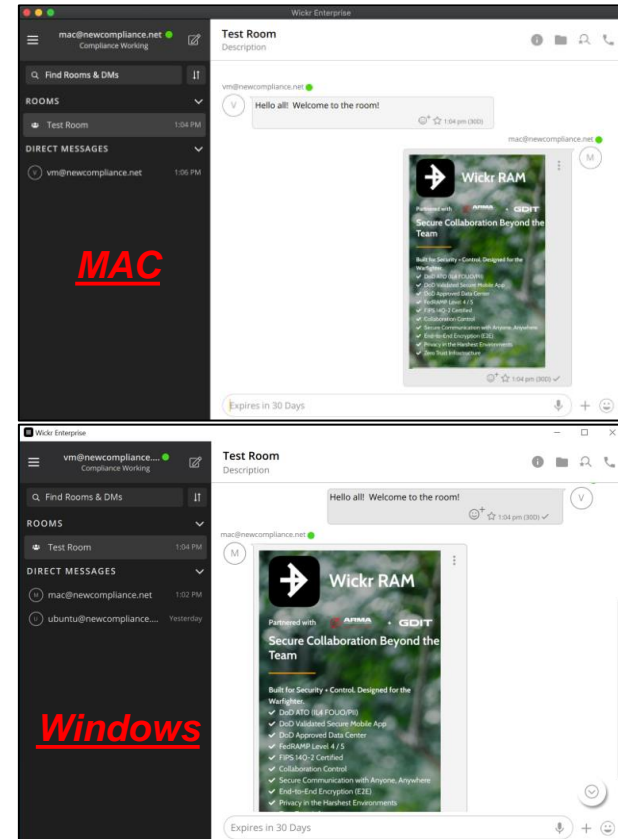 Wickr Enterprise
mac@newcompliance.net
Compliance Working
Find Rooms & DMs
ROOMS
Test Room 1:04 PM
DIRECT MESSAGES
V vm@newcompliance.net 1:06 PM
MAC
Test Room
Description
vm@newcompliance.net
V
Hello all! Welcome to the room!
1:04 pm (30D)
mac@newcompliance.net
M
Wickr RAM
Partnered with ARMA • GDIT
Secure Collaboration Beyond the
Team
Built for Security + Control. Designed for the
Warfighter.
✓ DoD ATO (IL4 FOUO/PII)
✓ DoD Validated Secure Mobile App
✓ DoD Approved Data Center
✓ FedRAMP Level 4 / 5
✓ FIPS 140-2 Certified
✓ Collaboration Control
✓ Secure Communication with Anyone, Anywhere
✓ End-to-End Encryption (E2E)
✓ Privacy in the Harshest Environments
✓ Zero Trust Infrastructure
1:04 pm (30D) ✓
Expires in 30 Days
Wickr Enterprise
vm@newcompliance....
Compliance Working
Find Rooms & DMs
ROOMS
Test Room 1:04 PM
DIRECT MESSAGES
M mac@newcompliance.net 1:02 PM
U ubuntu@newcompliance.... Yesterday
Windows
Test Room
Description
Hello all! Welcome to the room!
V
1:04 pm (30D) ✓
mac@newcompliance.net
M
Wickr RAM
Partnered with ARMA • GDIT
Secure Collaboration Beyond the
Team
Built for Security + Control. Designed for the
Warfighter.
✓ DoD ATO (IL4 FOUO/PII)
✓ DoD Validated Secure Mobile App
✓ DoD Approved Data Center
✓ FedRAMP Level 4 / 5
✓ FIPS 140-2 Certified
✓ Collaboration Control
✓ Secure Communication with Anyone, Anywhere
✓ End-to-End Encryption (E2E)
✓ Privacy in the Harshest Environments
Expires in 30 Days